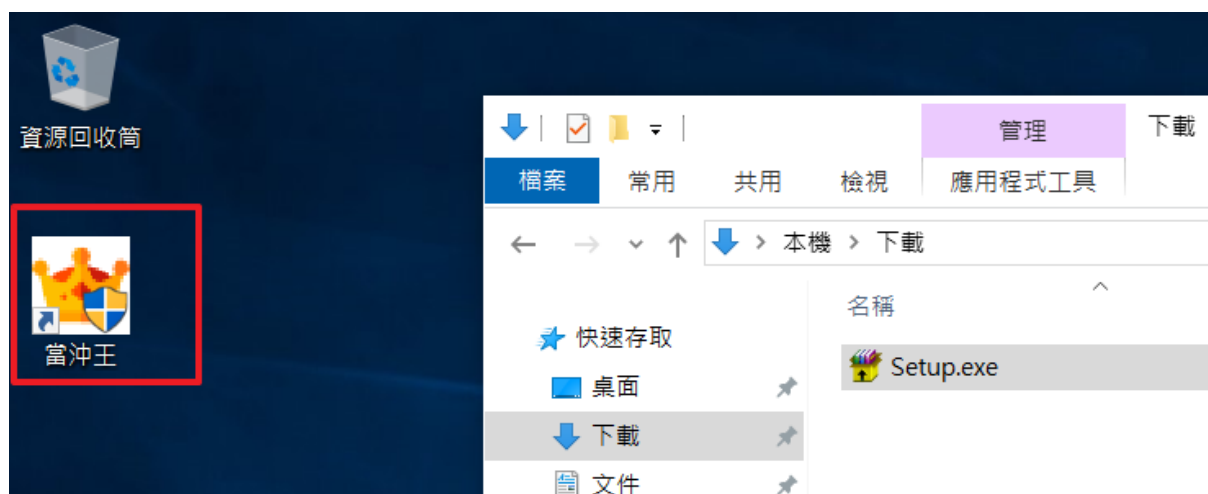 資源回收筒
當沖王
管理
下載
檔案
常用
共用
檢視
應用程式工具
本機 > 下載
名稱
快速存取
桌面
下載
文件
Setup.exe